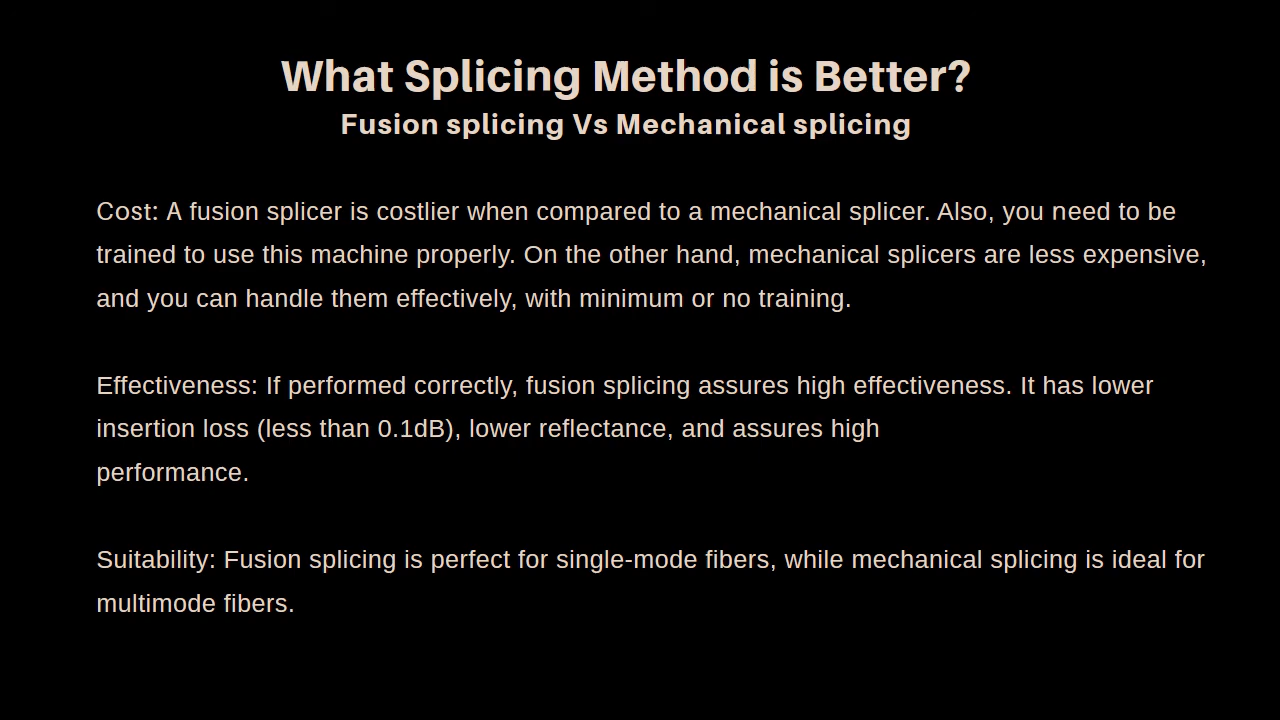 What Splicing Method is Better?
Fusion splicing Vs Mechanical splicing
Cost: A fusion splicer is costlier when compared to a mechanical splicer. Also, you need to be
trained to use this machine properly. On the other hand, mechanical splicers are less expensive,
and you can handle them effectively, with minimum or no training.
Effectiveness: If performed correctly, fusion splicing assures high effectiveness. It has lower
insertion loss (less than 0.1dB), lower reflectance, and assures high
performance.
Suitability: Fusion splicing is perfect for single-mode fibers, while mechanical splicing is ideal for
multimode fibers.